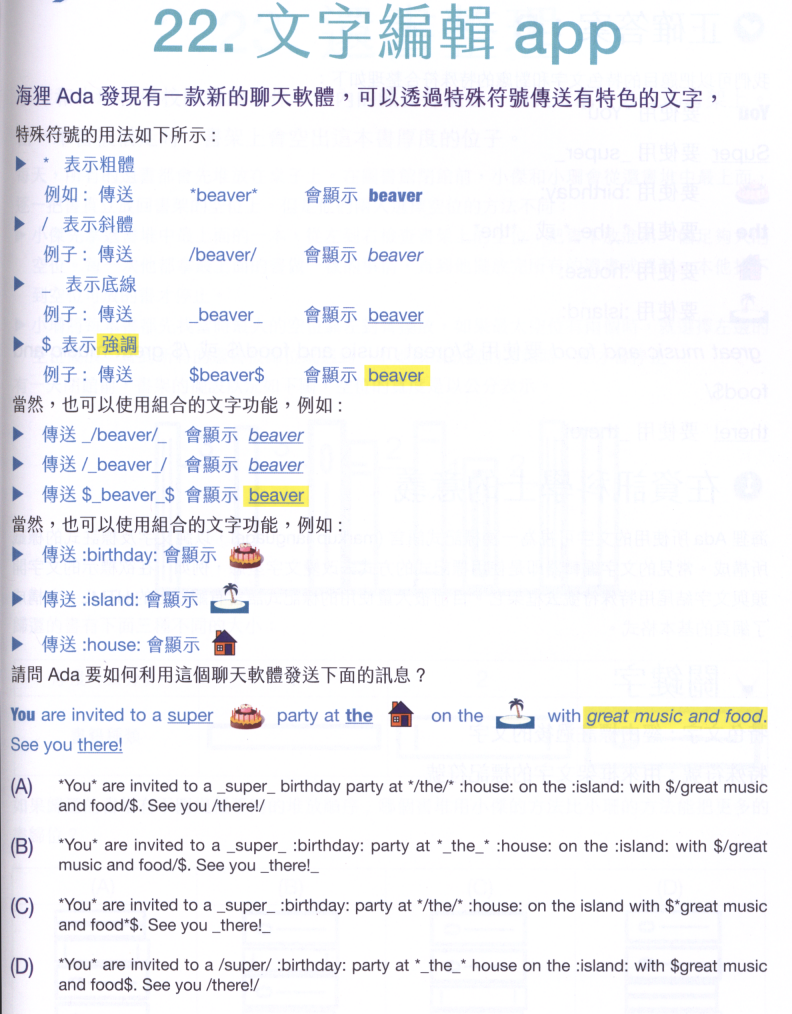 22. 文字編輯 app
海狸 Ada 發現有一款新的聊天軟體，可以透過特殊符號傳送有特色的文字，
特殊符號的用法如下所示：
▶ * 表示粗體
例如：傳送 *beaver* 會顯示 beaver
▶ / 表示斜體
例子：傳送 /beaver/ 會顯示 beaver
▶ _ 表示底線
例子：傳送 _beaver_ 會顯示 beaver
▶ $ 表示 強調
例子：傳送 $beaver$ 會顯示 beaver
當然，也可以使用組合的文字功能，例如：
▶ 傳送 _/beaver/_ 會顯示 beaver
▶ 傳送 /_beaver_/ 會顯示 beaver
▶ 傳送 $_beaver_$ 會顯示 beaver
當然，也可以使用組合的文字功能，例如：
▶ 傳送 :birthday: 會顯示
▶ 傳送 :island: 會顯示
▶ 傳送 :house: 會顯示
請問 Ada 要如何利用這個聊天軟體發送下面的訊息？
You are invited to a super party at the on the with great music and food.
See you there!
(A) *You* are invited to a _super_ birthday party at */the/* :house: on the :island: with $/great music
and food/$. See you /there!/
(B) *You* are invited to a _super_ :birthday: party at *_the_* :house: on the :island: with $/great
music and food/$. See you _there!_
(C) *You* are invited to a _super_ :birthday: party at */the/* :house: on the island with $*great music
and food*$. See you _there!_
(D) *You* are invited to a /super/ :birthday: party at *_the_* house on the :island: with $great music
and food$. See you /there!/